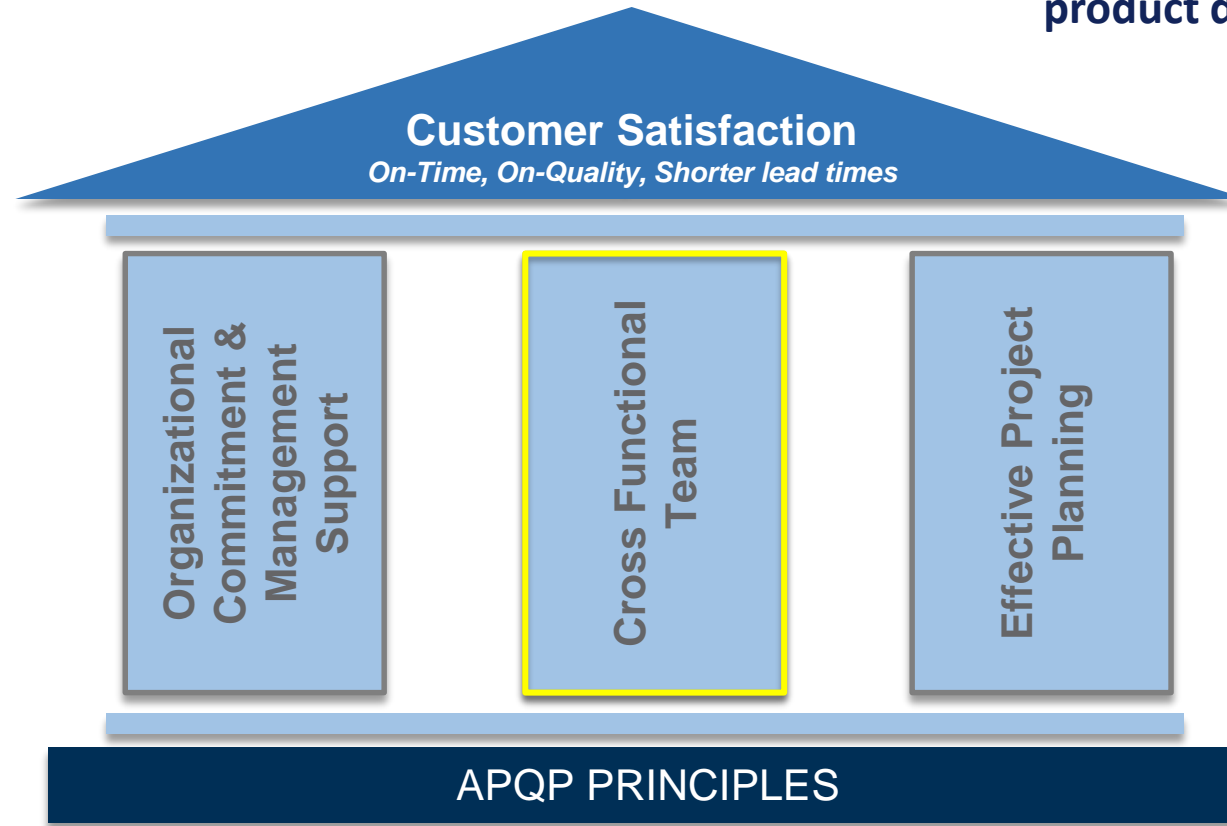 product
Customer Satisfaction
On-Time, On-Quality, Shorter lead times
Organizational
Commitment &
Management
Support
Cross Functional
Team
Effective Project
Planning
APQP PRINCIPLES